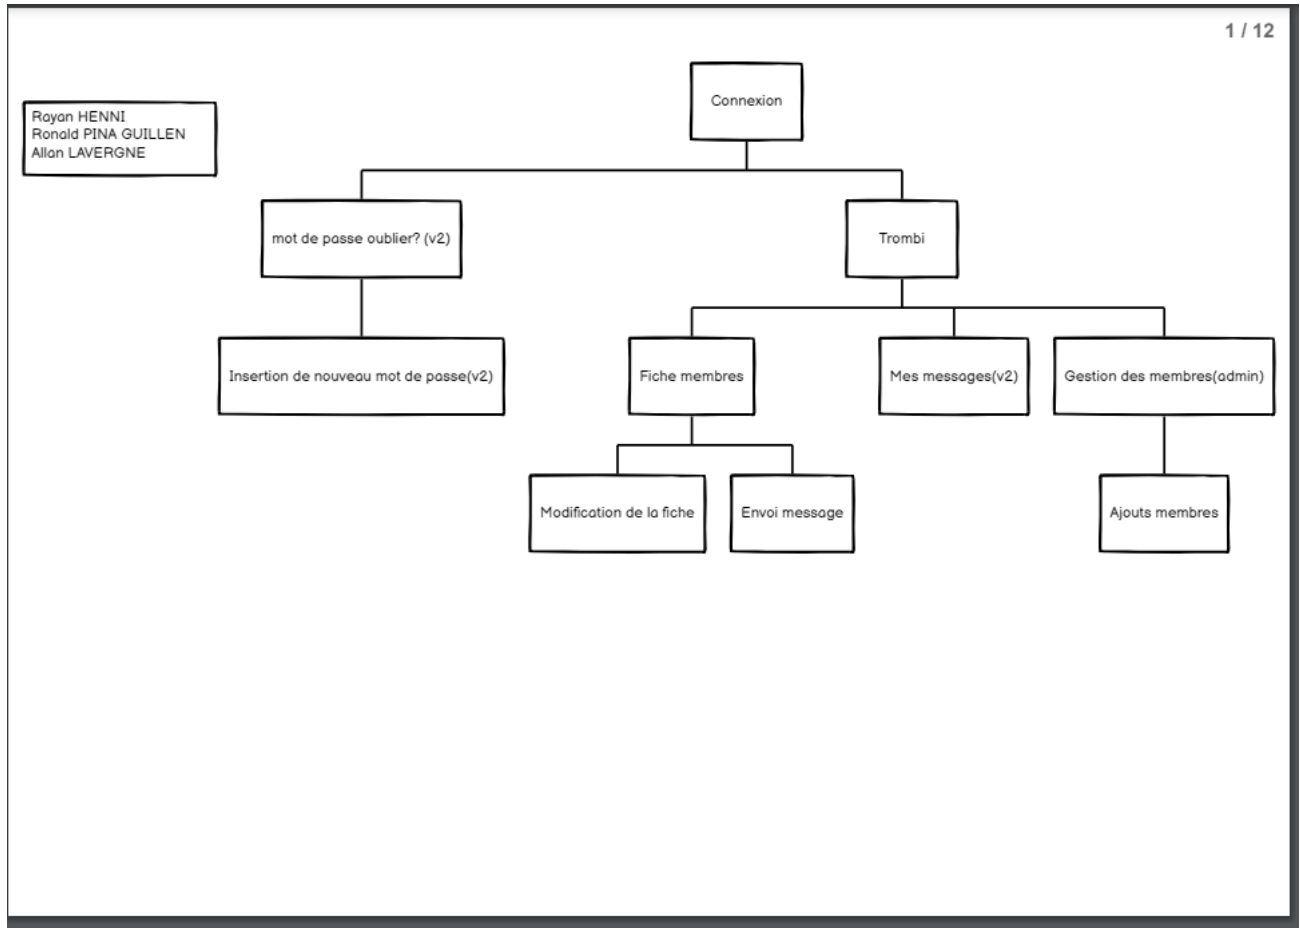 1 / 12
Connexion
Rayan HENNI
Ronald PINA GUILLEN
Allan LAVERGNE
mot de passe oublier? (v2)
Trombi
Insertion de nouveau mot de passe(v2)
Fiche membres
Mes messages(v2)
Gestion des membres(admin)
Modification de la fiche
Envoi message
Ajouts membres